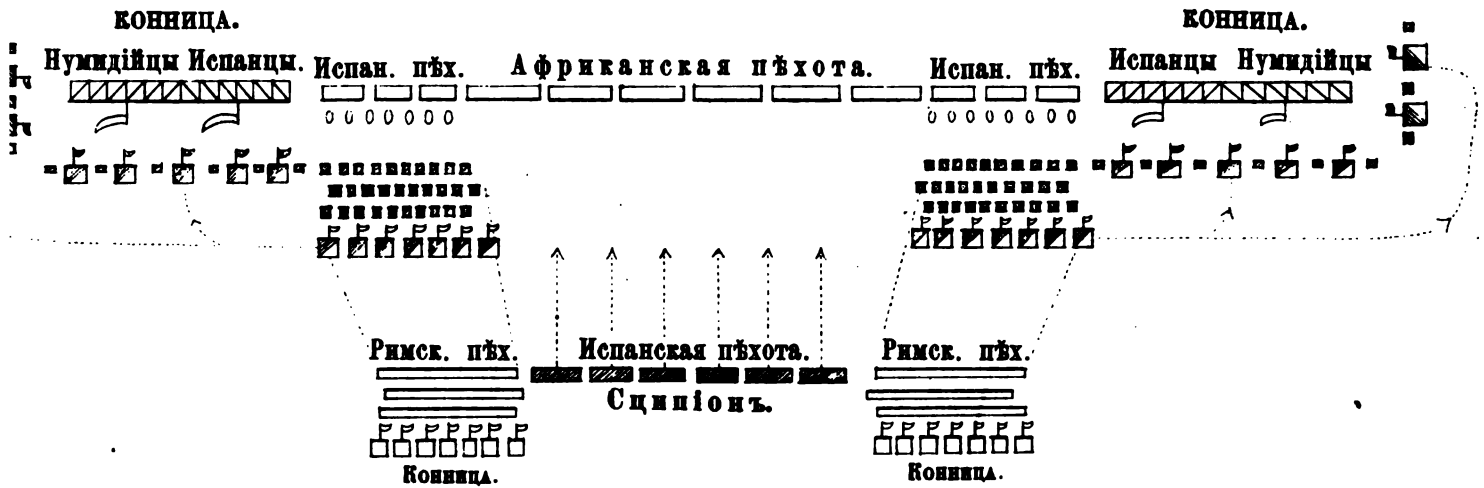 КОННИЦА.
КОННИЦА.
Нумидійцы Испанцы.
Испан. пѣх.
Африканская пѣхота.
Испан. пѣх.
Испанцы Нумидійцы
Римск. пѣх.
Испанская пѣхота.
Римск. пѣх.
Сципіонъ.
Конница.
Конница.